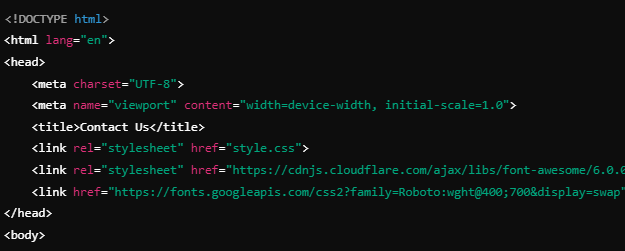 <!DOCTYPE html>
<html lang="en">
<head>
    <meta charset="UTF-8">
    <meta name="viewport" content="width=device-width, initial-scale=1.0">
    <title>Contact Us</title>
    <link rel="stylesheet" href="style.css">
    <link rel="stylesheet" href="https://cdnjs.cloudflare.com/ajax/libs/font-awesome/6.0.0
    <link href="https://fonts.googleapis.com/css2?family=Roboto:wght@400;700&display=swap"
</head>
<body>